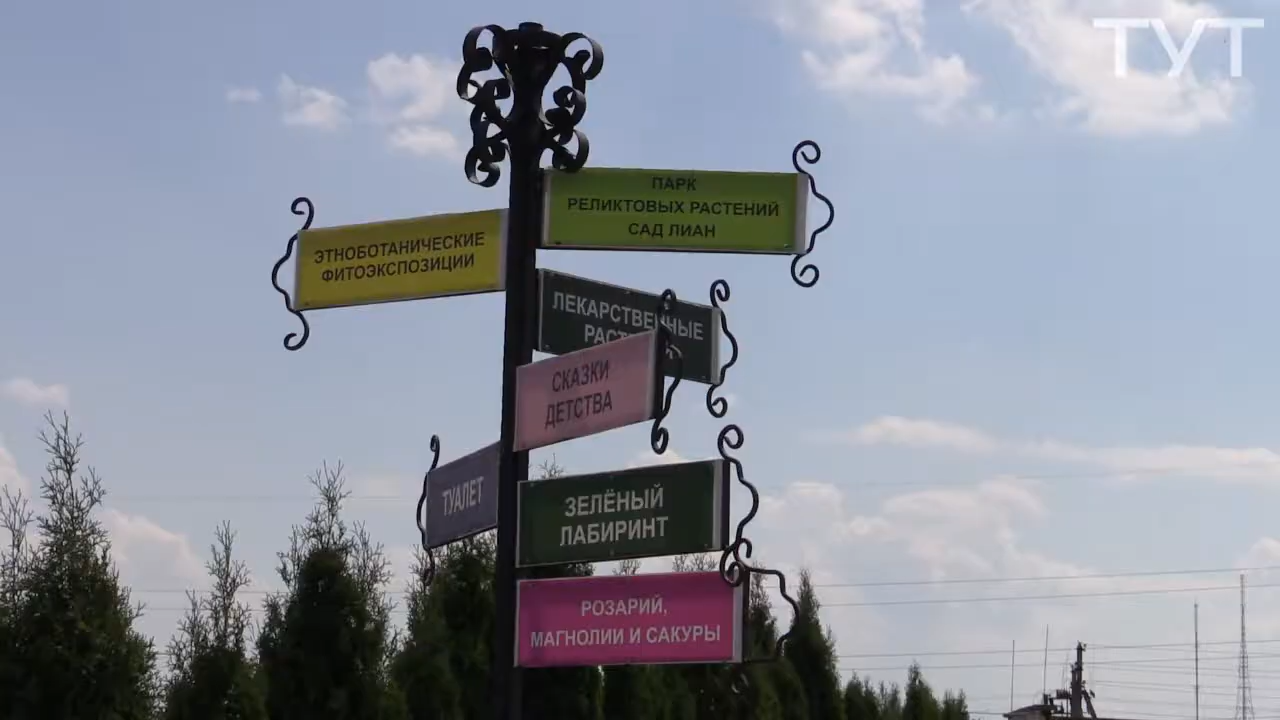 ТУТ
ПАРК
РЕЛИКТОВЫХ РАСТЕНИЙ
САД ЛИАН
ЭТНОБОТАНИЧЕСКИЕ
ФИТОЭКСПОЗИЦИИ
ЛЕКАРСТВЕННЫЕ
СКАЗКИ
ДЕТСТВА
ТУАЛЕТ
ЗЕЛЁНЫЙ
ЛАБИРИНТ
РОЗАРИЙ,
МАГНОЛИИ И САКУРЫ